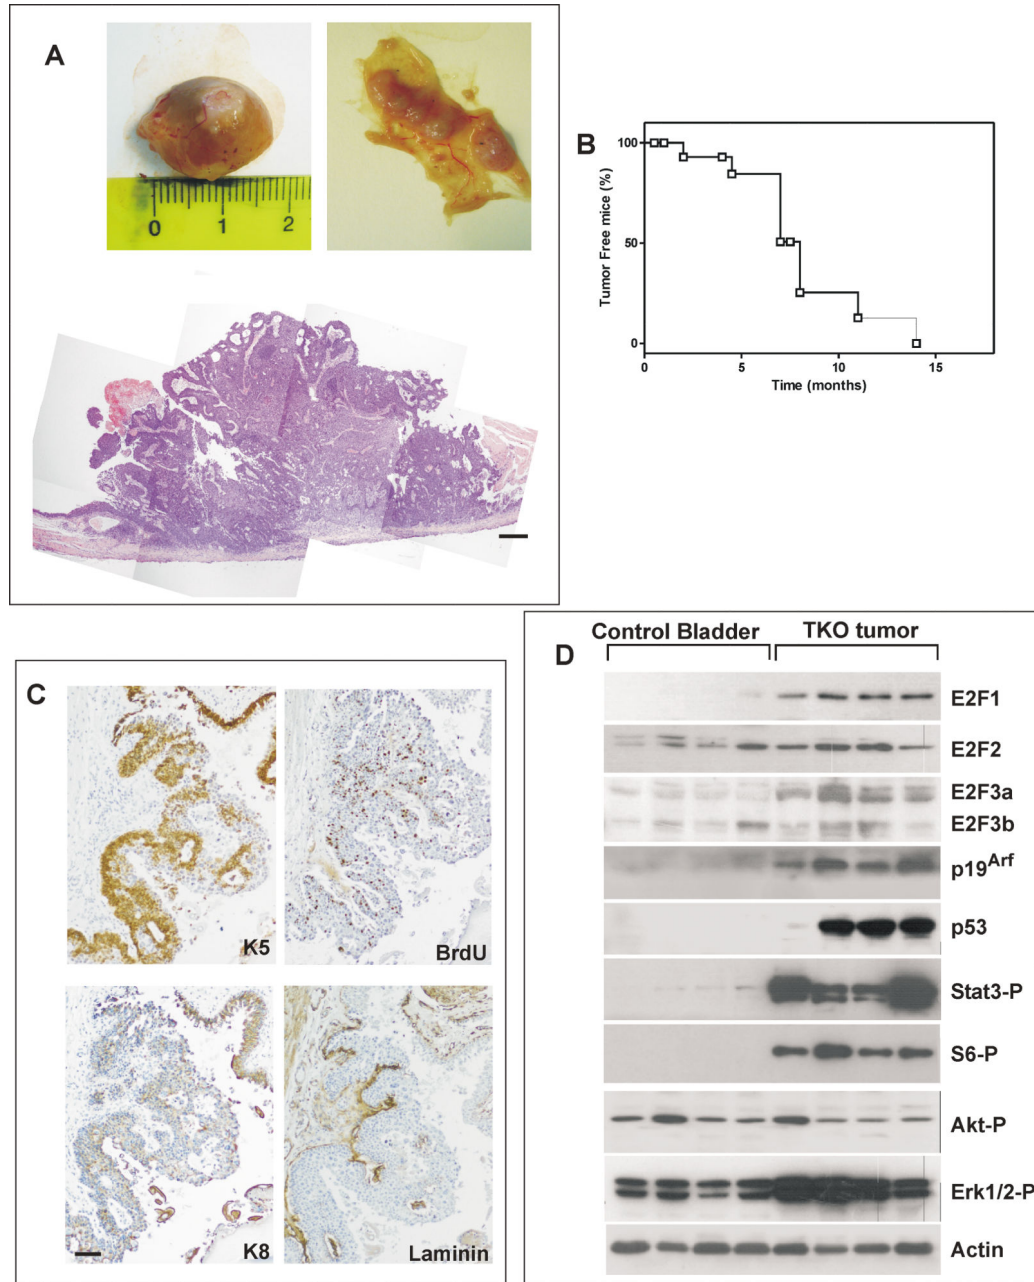 A
0 1 2
B
Tumor Free mice (%)
100
50
0
0 5 10 15
Time (months)
C
K5
BrdU
K8
Laminin
D
Control Bladder TKO tumor
E2F1
E2F2
E2F3a
E2F3b
p19Arf
p53
Stat3-P
S6-P
Akt-P
Erk1/2-P
Actin